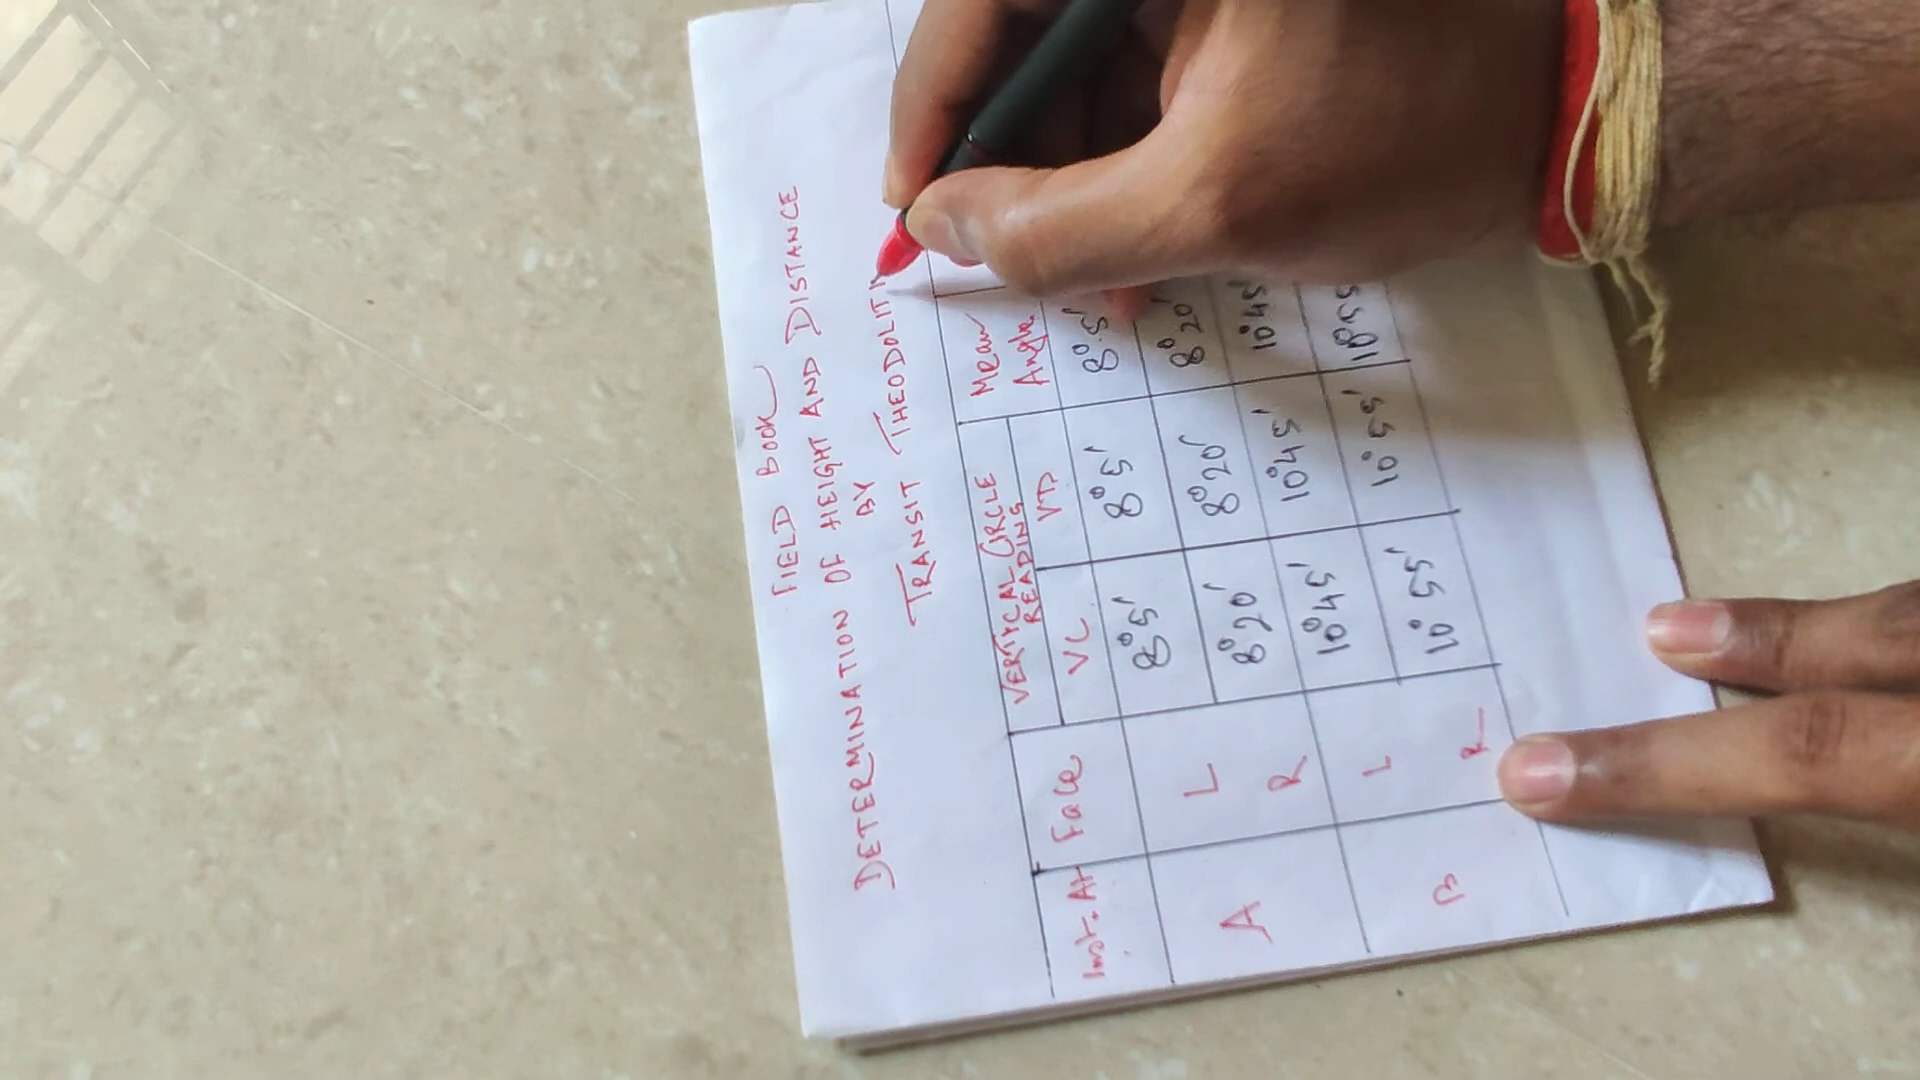 FIELD BOOK
DETERMINATION OF HEIGHT AND DISTANCE
BY
TRANSIT THEODOLIT
Inst. At Face VERTICAL CIRCLE READING Mean Angle
VC VD
A L 8°5' 8°5' 8°5'
R 8°20' 8°20' 8°20'
B L 10°45' 10°45' 10°45'
R 10°55' 10°55'